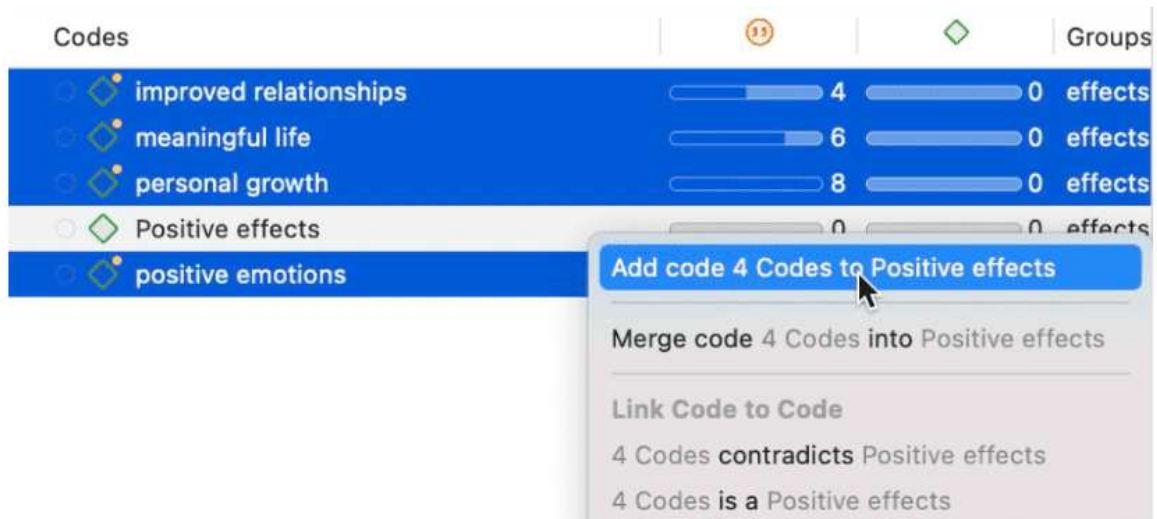 Codes Groups
improved relationships 4 0 effects
meaningful life 6 0 effects
personal growth 8 0 effects
Positive effects 0 0 effects
positive emotions
Add code 4 Codes to Positive effects
Merge code 4 Codes into Positive effects
Link Code to Code
4 Codes contradicts Positive effects
4 Codes is a Positive effects